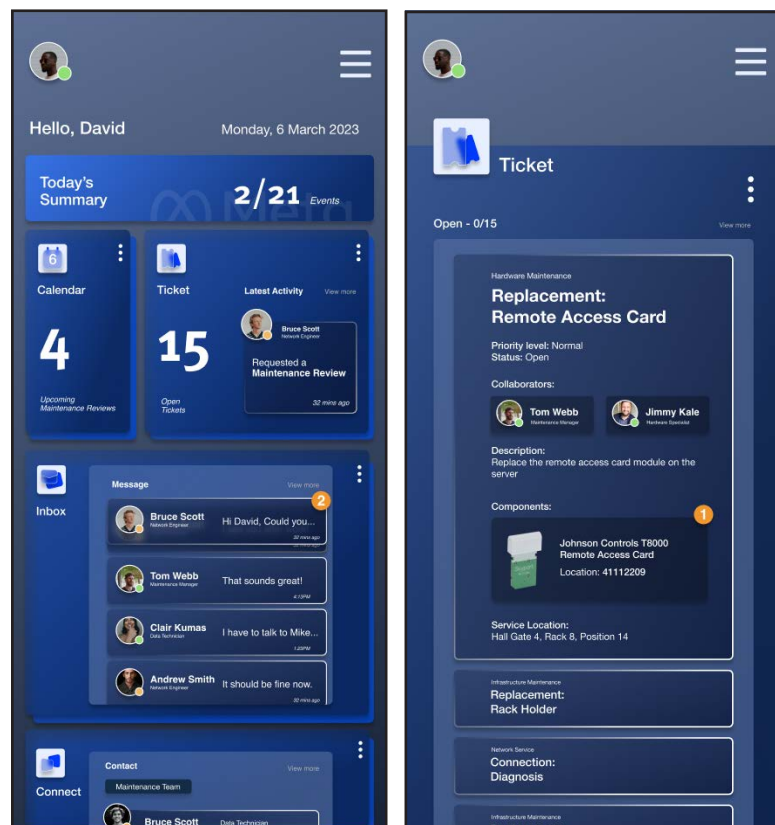 Hello, David
Monday, 6 March 2023
Today's
Summary
2/21 Events
Meta
6
Calendar
4
Upcoming
Maintenance Reviews
Ticket
15
Open
Tickets
Latest Activity
View more
Bruce Scott
Network Engineer
Requested a
Maintenance Review
32 mins ago
Inbox
Message
View more
2
Bruce Scott
Network Engineer
Hi David, Could you...
32 mins ago
Tom Webb
Maintenance Manager
That sounds great!
4:13PM
Clair Kumas
Data Technician
I have to talk to Mike...
1:23PM
Andrew Smith
Network Engineer
It should be fine now.
32 mins ago
Connect
Contact
View more
Maintenance Team
Bruce Scott
Data Technician
Ticket
Open - 0/15
View more
Hardware Maintenance
Replacement:
Remote Access Card
Priority level: Normal
Status: Open
Collaborators:
Tom Webb
Maintenance Manager
Jimmy Kale
Hardware Specialist
Description:
Replace the remote access card module on the
server
Components:
1
Johnson Controls T8000
Remote Access Card
Location: 41112209
Service Location:
Hall Gate 4, Rack 8, Position 14
Infrastructure Maintenance
Replacement:
Rack Holder
Network Service
Connection:
Diagnosis
Infrastructure Maintenance